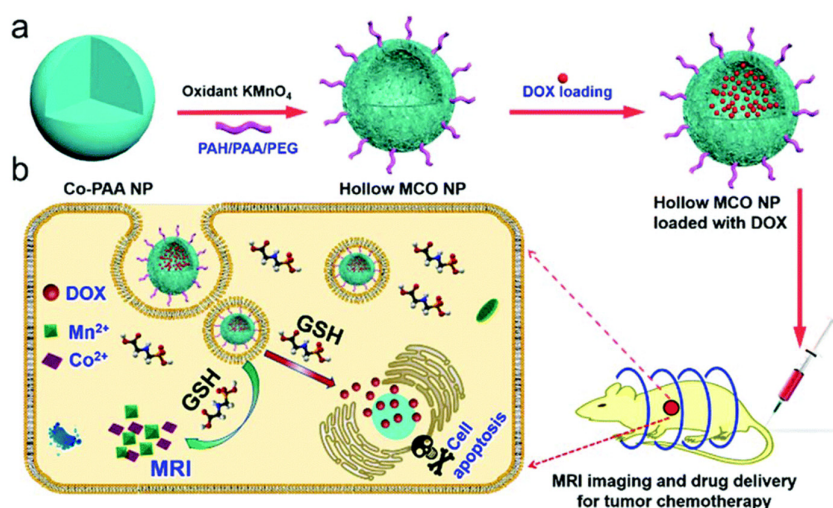 a
Oxidant KMnO₄
PAH/PAA/PEG
DOX loading
Co-PAA NP
Hollow MCO NP
Hollow MCO NP
loaded with DOX
b
DOX
Mn²⁺
Co²⁺
GSH
GSH
MRI
Cell
apoptosis
MRI imaging and drug delivery
for tumor chemotherapy